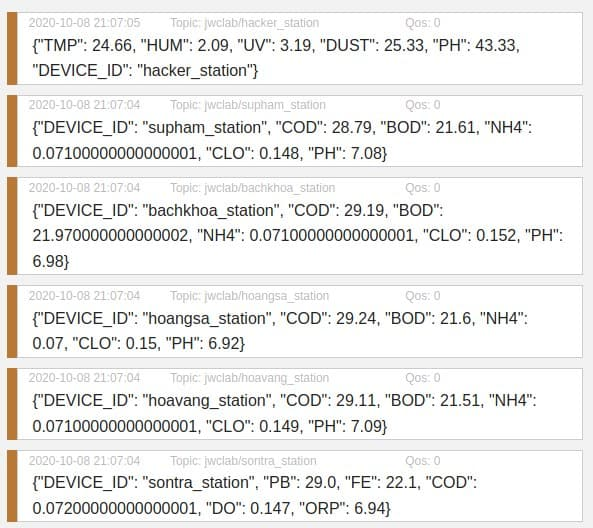 2020-10-08 21:07:05 Topic: jwclab/hacker_station Qos: 0
{"TMP": 24.66, "HUM": 2.09, "UV": 3.19, "DUST": 25.33, "PH": 43.33,
"DEVICE_ID": "hacker_station"}
2020-10-08 21:07:04 Topic: jwclab/supham_station Qos: 0
{"DEVICE_ID": "supham_station", "COD": 28.79, "BOD": 21.61, "NH4":
0.07100000000000001, "CLO": 0.148, "PH": 7.08}
2020-10-08 21:07:04 Topic: jwclab/bachkhoa_station Qos: 0
{"DEVICE_ID": "bachkhoa_station", "COD": 29.19, "BOD":
21.970000000000002, "NH4": 0.07100000000000001, "CLO": 0.152, "PH":
6.98}
2020-10-08 21:07:04 Topic: jwclab/hoangsa_station Qos: 0
{"DEVICE_ID": "hoangsa_station", "COD": 29.24, "BOD": 21.6, "NH4":
0.07, "CLO": 0.15, "PH": 6.92}
2020-10-08 21:07:04 Topic: jwclab/hoavang_station Qos: 0
{"DEVICE_ID": "hoavang_station", "COD": 29.11, "BOD": 21.51, "NH4":
0.07100000000000001, "CLO": 0.149, "PH": 7.09}
2020-10-08 21:07:04 Topic: jwclab/sontra_station Qos: 0
{"DEVICE_ID": "sontra_station", "PB": 29.0, "FE": 22.1, "COD":
0.07200000000000001, "DO": 0.147, "ORP": 6.94}